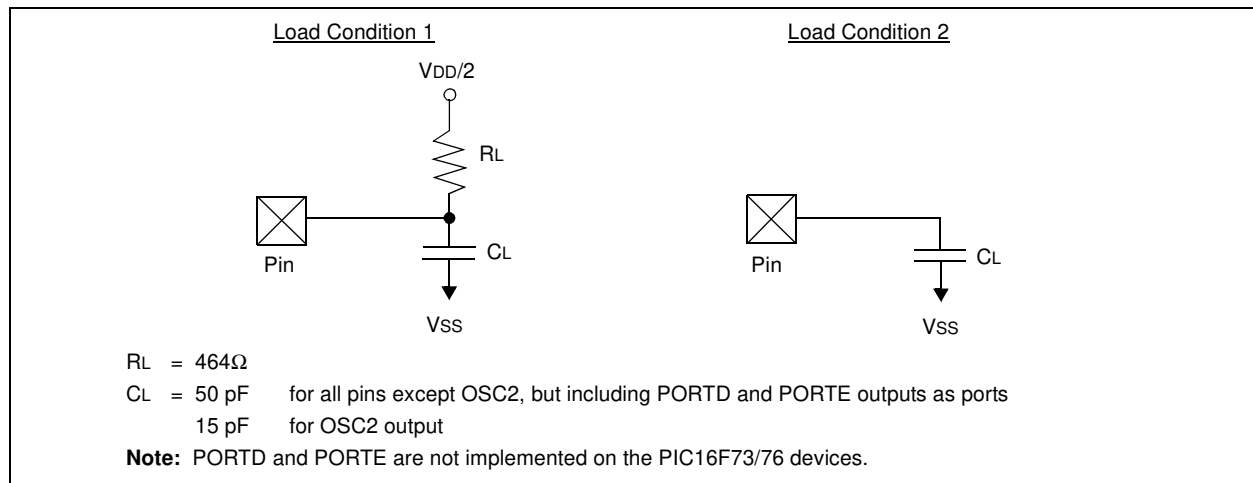 Load Condition 1
Load Condition 2
VDD/2
RL
Pin
CL
VSS
Pin
CL
VSS
RL = 464Ω
CL = 50 pF for all pins except OSC2, but including PORTD and PORTE outputs as ports
15 pF for OSC2 output
Note: PORTD and PORTE are not implemented on the PIC16F73/76 devices.